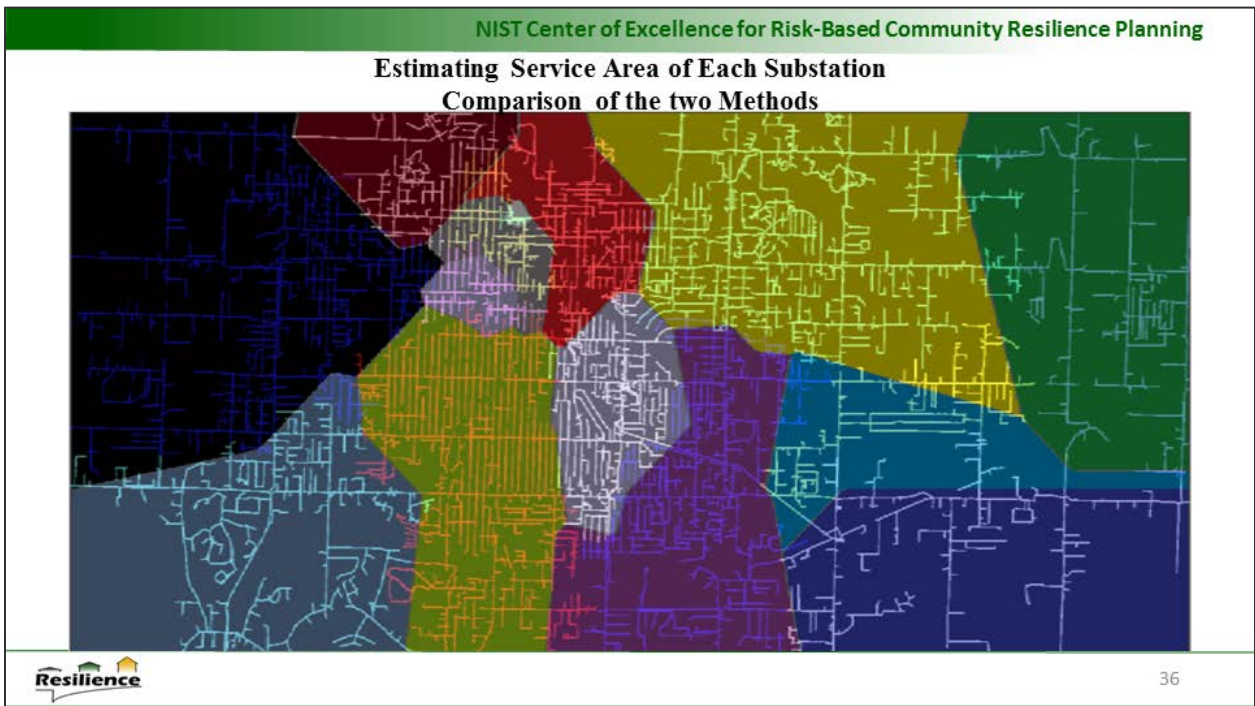 NIST Center of Excellence for Risk-Based Community Resilience Planning
Estimating Service Area of Each Substation
Comparison of the two Methods
Resilience
36